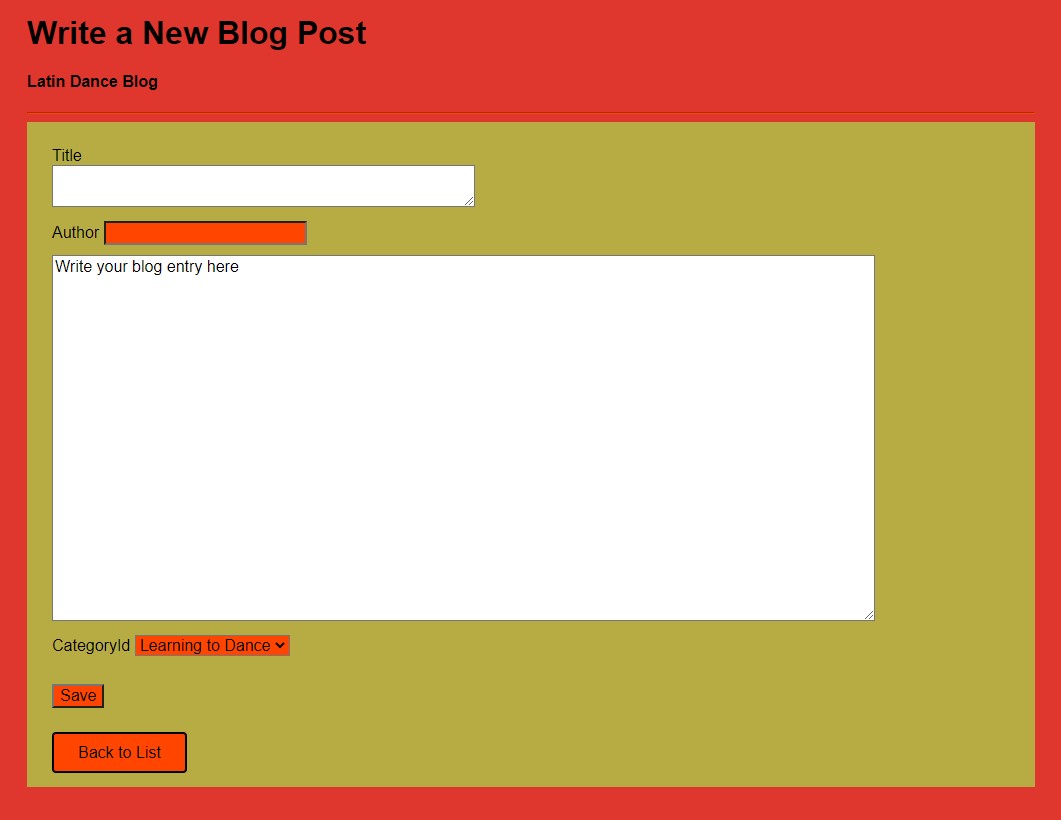 Write a New Blog Post
Latin Dance Blog
Title
Author
Write your blog entry here
CategoryId Learning to Dance
Save
Back to List